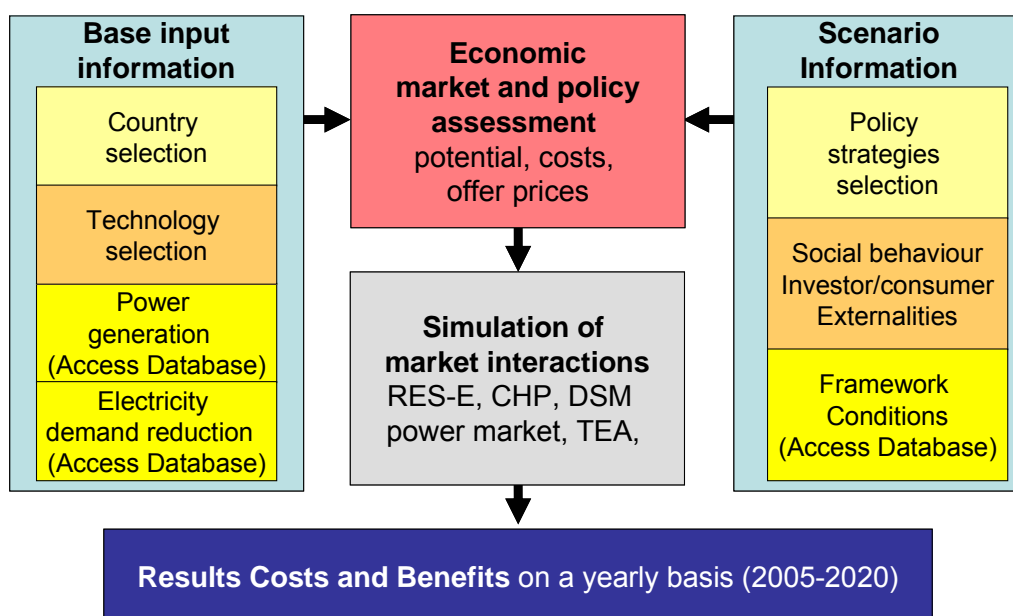 Base input
information
Country
selection
Technology
selection
Power
generation
(Access Database)
Electricity
demand reduction
(Access Database)
Economic
market and policy
assessment
potential, costs,
offer prices
Simulation of
market interactions
RES-E, CHP, DSM
power market, TEA,
Scenario
Information
Policy
strategies
selection
Social behaviour
Investor/consumer
Externalities
Framework
Conditions
(Access Database)
Results Costs and Benefits on a yearly basis (2005-2020)